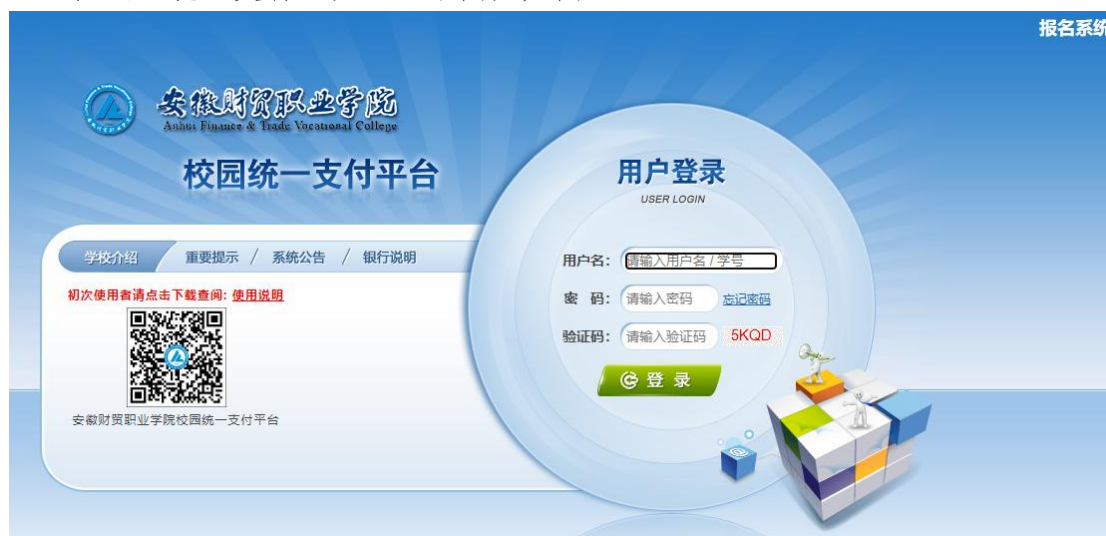 报名系统
安徽财贸职业学院
Anhui Finance & Trade Vocational College
校园统一支付平台
用户登录
USER LOGIN
学校介绍 重要提示 / 系统公告 / 银行说明
初次使用者请点击下载查阅: 使用说明
用户名: 请输入用户名 / 学号
密 码: 请输入密码 忘记密码
验证码: 请输入验证码 5KQD
登 录
安徽财贸职业学院校园统一支付平台